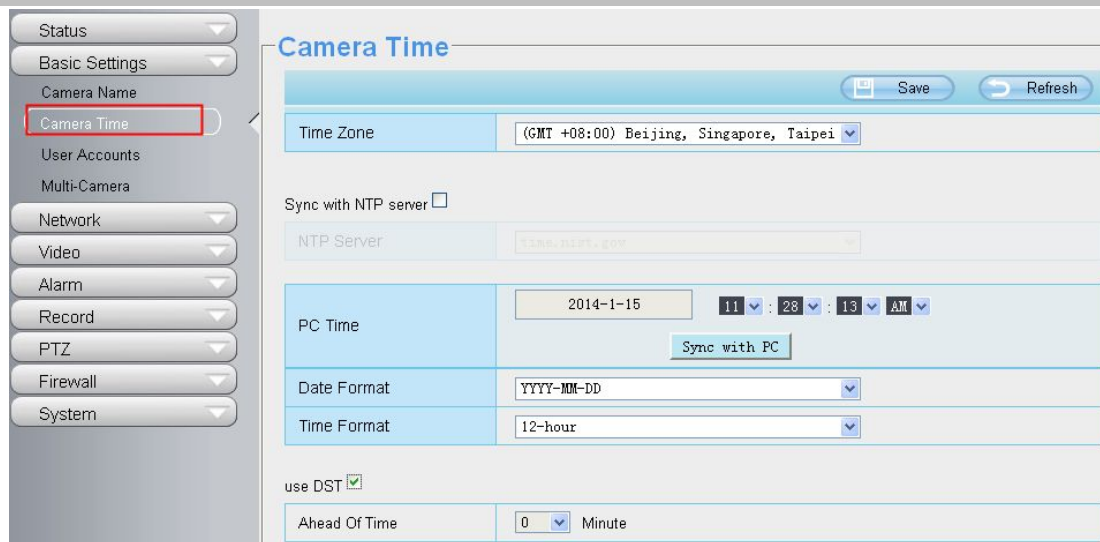 Status
Basic Settings
Camera Name
Camera Time
User Accounts
Multi-Camera
Network
Video
Alarm
Record
PTZ
Firewall
System
Camera Time
Save Refresh
Time Zone (GMT +08:00) Beijing, Singapore, Taipei
Sync with NTP server
NTP Server time.nist.gov
2014-1-15 11 : 28 : 13 AM
PC Time
Sync with PC
Date Format YYYY-MM-DD
Time Format 12-hour
use DST
Ahead Of Time 0 Minute